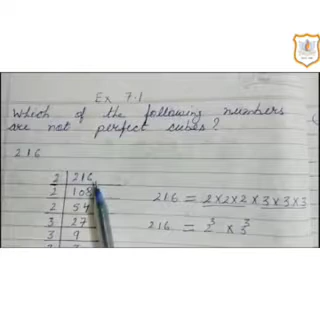 Ex 7.1
Which of the following numbers
are not perfect cubes?
216
2 | 216
2 | 108
2 | 54
3 | 27
3 | 9
216 = 2×2×2 × 3×3×3
216 = 2³ × 3³